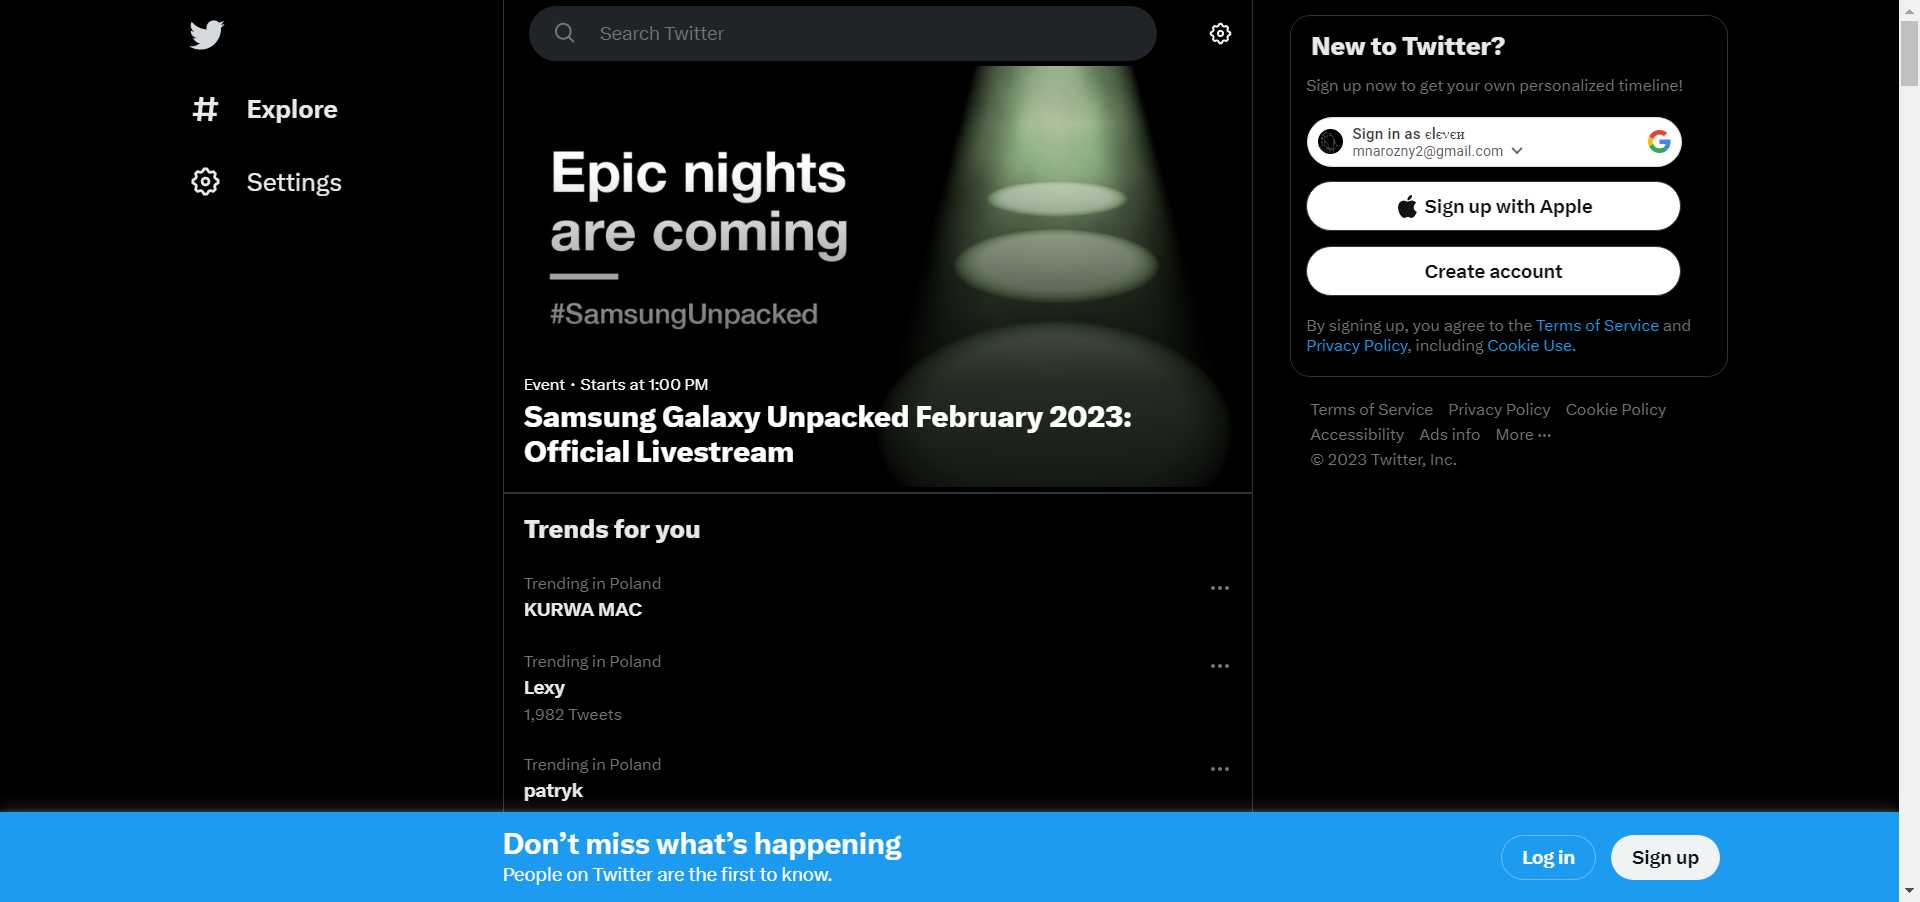 Explore
Settings
Search Twitter
Epic nights
are coming
#SamsungUnpacked
Event · Starts at 1:00 PM
Samsung Galaxy Unpacked February 2023:
Official Livestream
Trends for you
Trending in Poland
KURWA MAC
Trending in Poland
Lexy
1,982 Tweets
Trending in Poland
patryk
New to Twitter?
Sign up now to get your own personalized timeline!
Sign in as єlєvєи
mnarozny2@gmail.com
Sign up with Apple
Create account
By signing up, you agree to the Terms of Service and
Privacy Policy, including Cookie Use.
Terms of Service Privacy Policy Cookie Policy
Accessibility Ads info More ···
© 2023 Twitter, Inc.
Don’t miss what’s happening
People on Twitter are the first to know.
Log in
Sign up